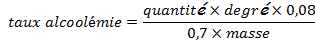 taux alcoolémie = quantité × degré × 0,08 / 0,7 × masse